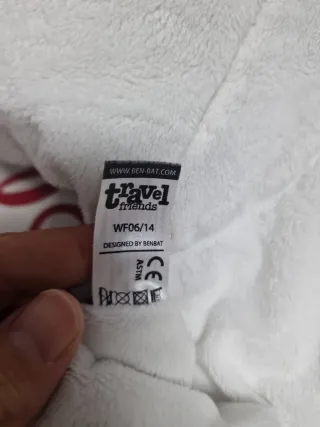 WWW.BEN-BAT.COM
travel
friends
WF06/14
DESIGNED BY BENBAT
CE
ASTM